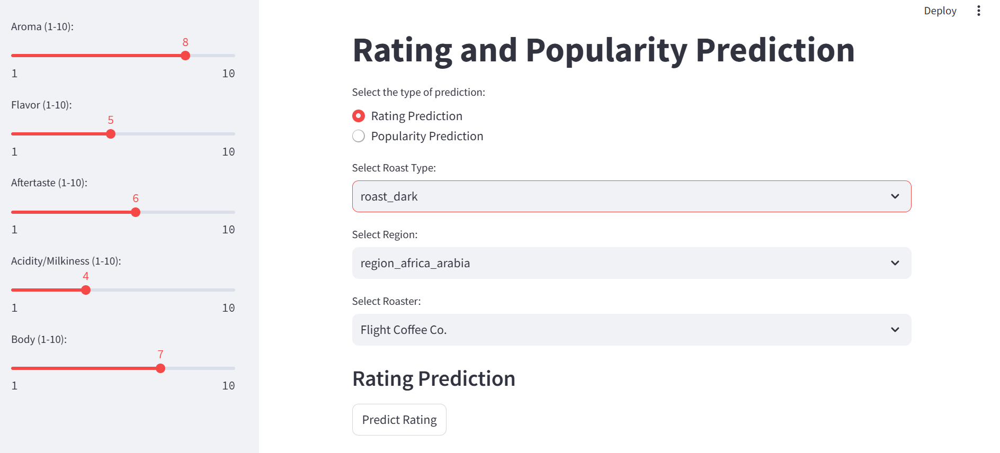 Aroma (1-10):
8
1 10
Flavor (1-10):
5
1 10
Aftertaste (1-10):
6
1 10
Acidity/Milkiness (1-10):
4
1 10
Body (1-10):
7
1 10
Deploy
Rating and Popularity Prediction
Select the type of prediction:
Rating Prediction
Popularity Prediction
Select Roast Type:
roast_dark
Select Region:
region_africa_arabia
Select Roaster:
Flight Coffee Co.
Rating Prediction
Predict Rating